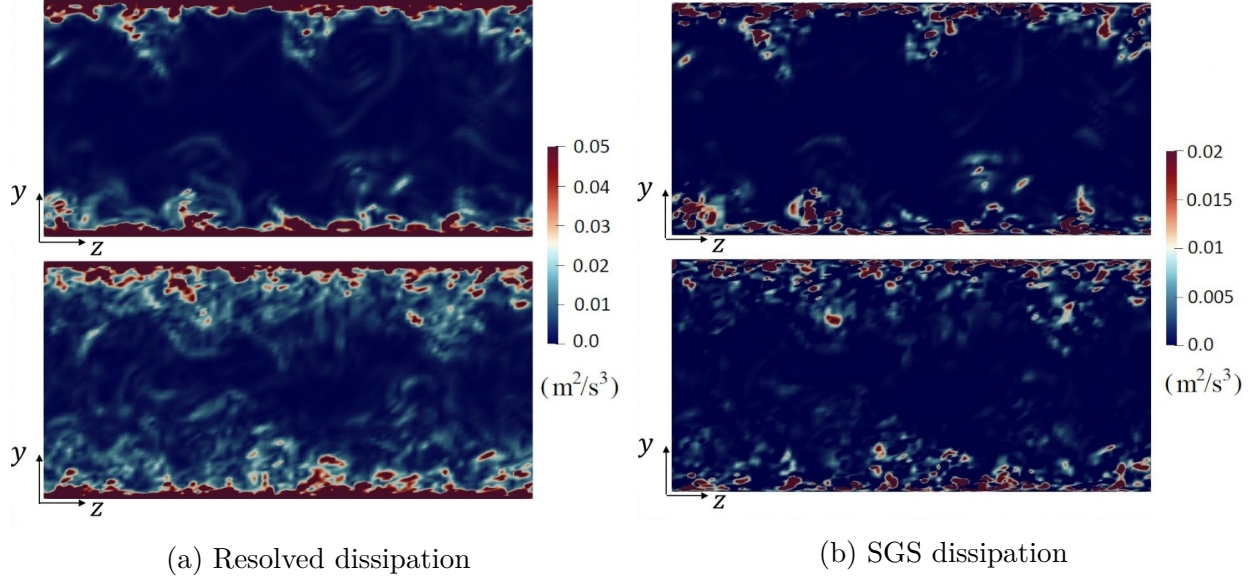 y
z
0.05
0.04
0.03
0.02
0.01
0.0
(m²/s³)
y
z
(a) Resolved dissipation
y
z
0.02
0.015
0.01
0.005
0.0
(m²/s³)
y
z
(b) SGS dissipation